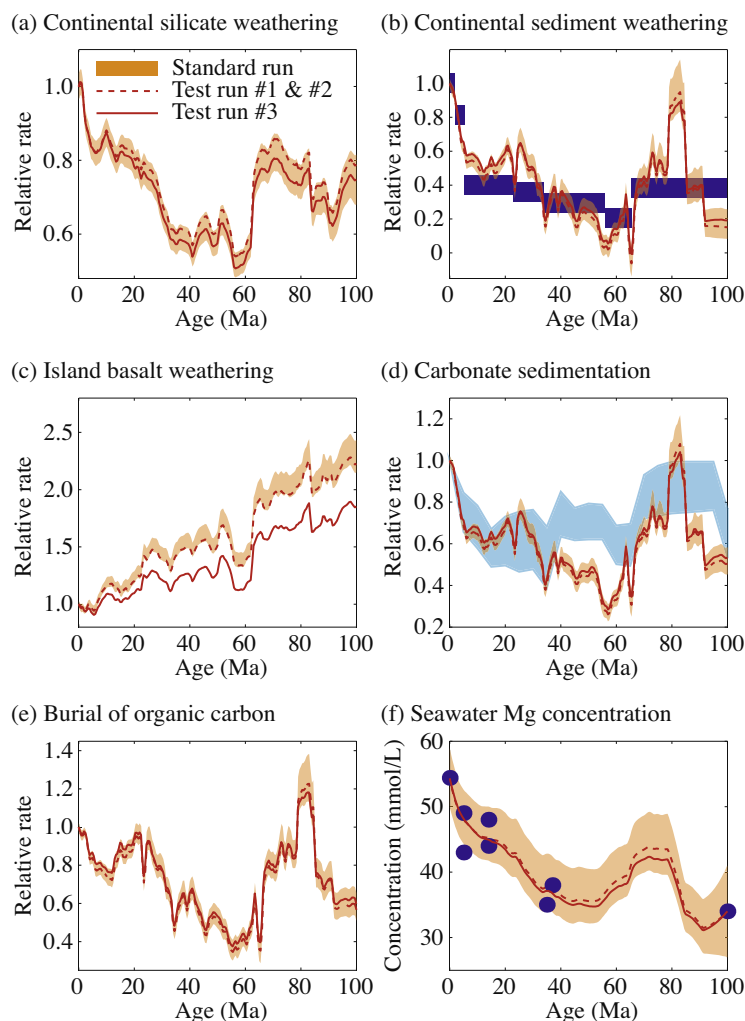 (a) Continental silicate weathering
Standard run
Test run #1 & #2
Test run #3
Relative rate
1.0
0.8
0.6
0 20 40 60 80 100
Age (Ma)
(b) Continental sediment weathering
Relative rate
1.0
0.8
0.6
0.4
0.2
0
0 20 40 60 80 100
Age (Ma)
(c) Island basalt weathering
Relative rate
2.5
2.0
1.5
1.0
0 20 40 60 80 100
Age (Ma)
(d) Carbonate sedimentation
Relative rate
1.2
1.0
0.8
0.6
0.4
0.2
0 20 40 60 80 100
Age (Ma)
(e) Burial of organic carbon
Relative rate
1.4
1.2
1.0
0.8
0.6
0.4
0 20 40 60 80 100
Age (Ma)
(f) Seawater Mg concentration
Concentration (mmol/L)
60
50
40
30
0 20 40 60 80 100
Age (Ma)